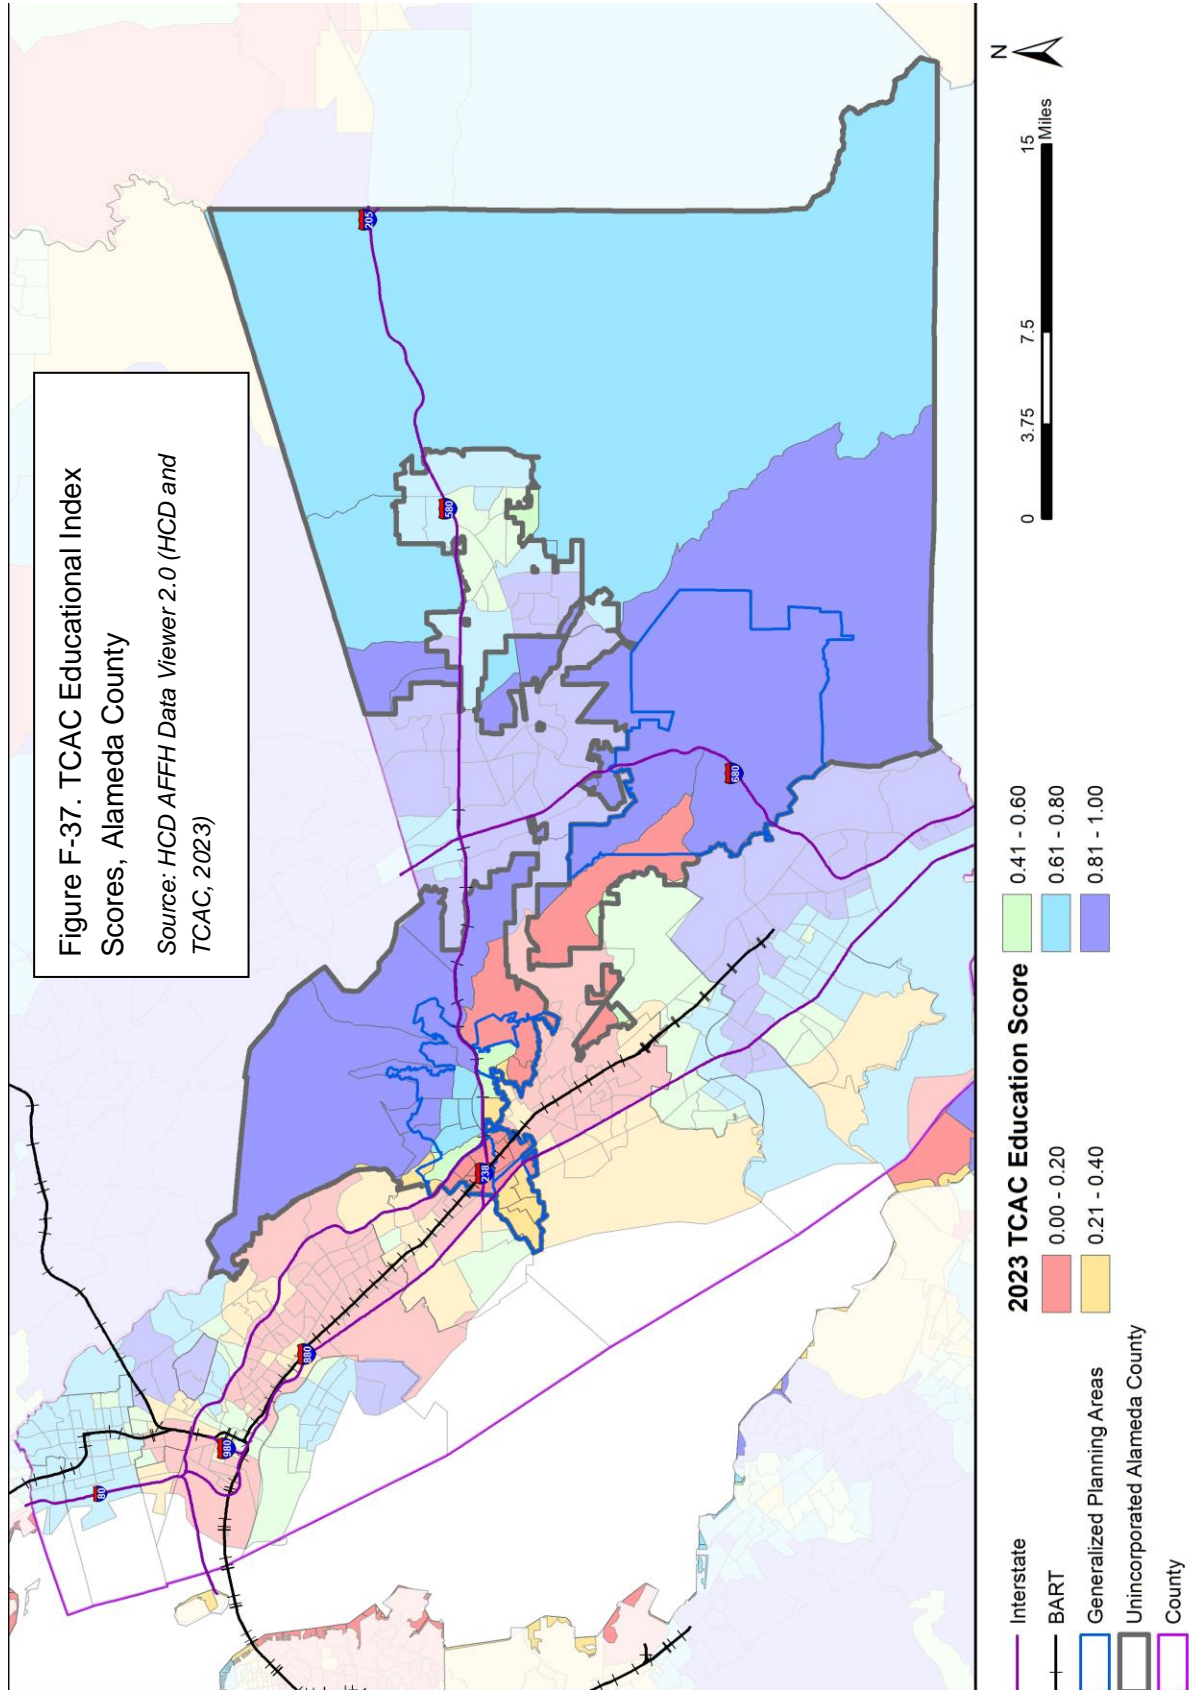 Figure F-37. TCAC Educational Index
Scores, Alameda County
Source: HCD AFFH Data Viewer 2.0 (HCD and
TCAC, 2023)
80
980
880
238
580
205
680
Interstate
BART
Generalized Planning Areas
Unincorporated Alameda County
County
2023 TCAC Education Score
0.00 - 0.20
0.21 - 0.40
0.41 - 0.60
0.61 - 0.80
0.81 - 1.00
0 3.75 7.5 15
Miles
N